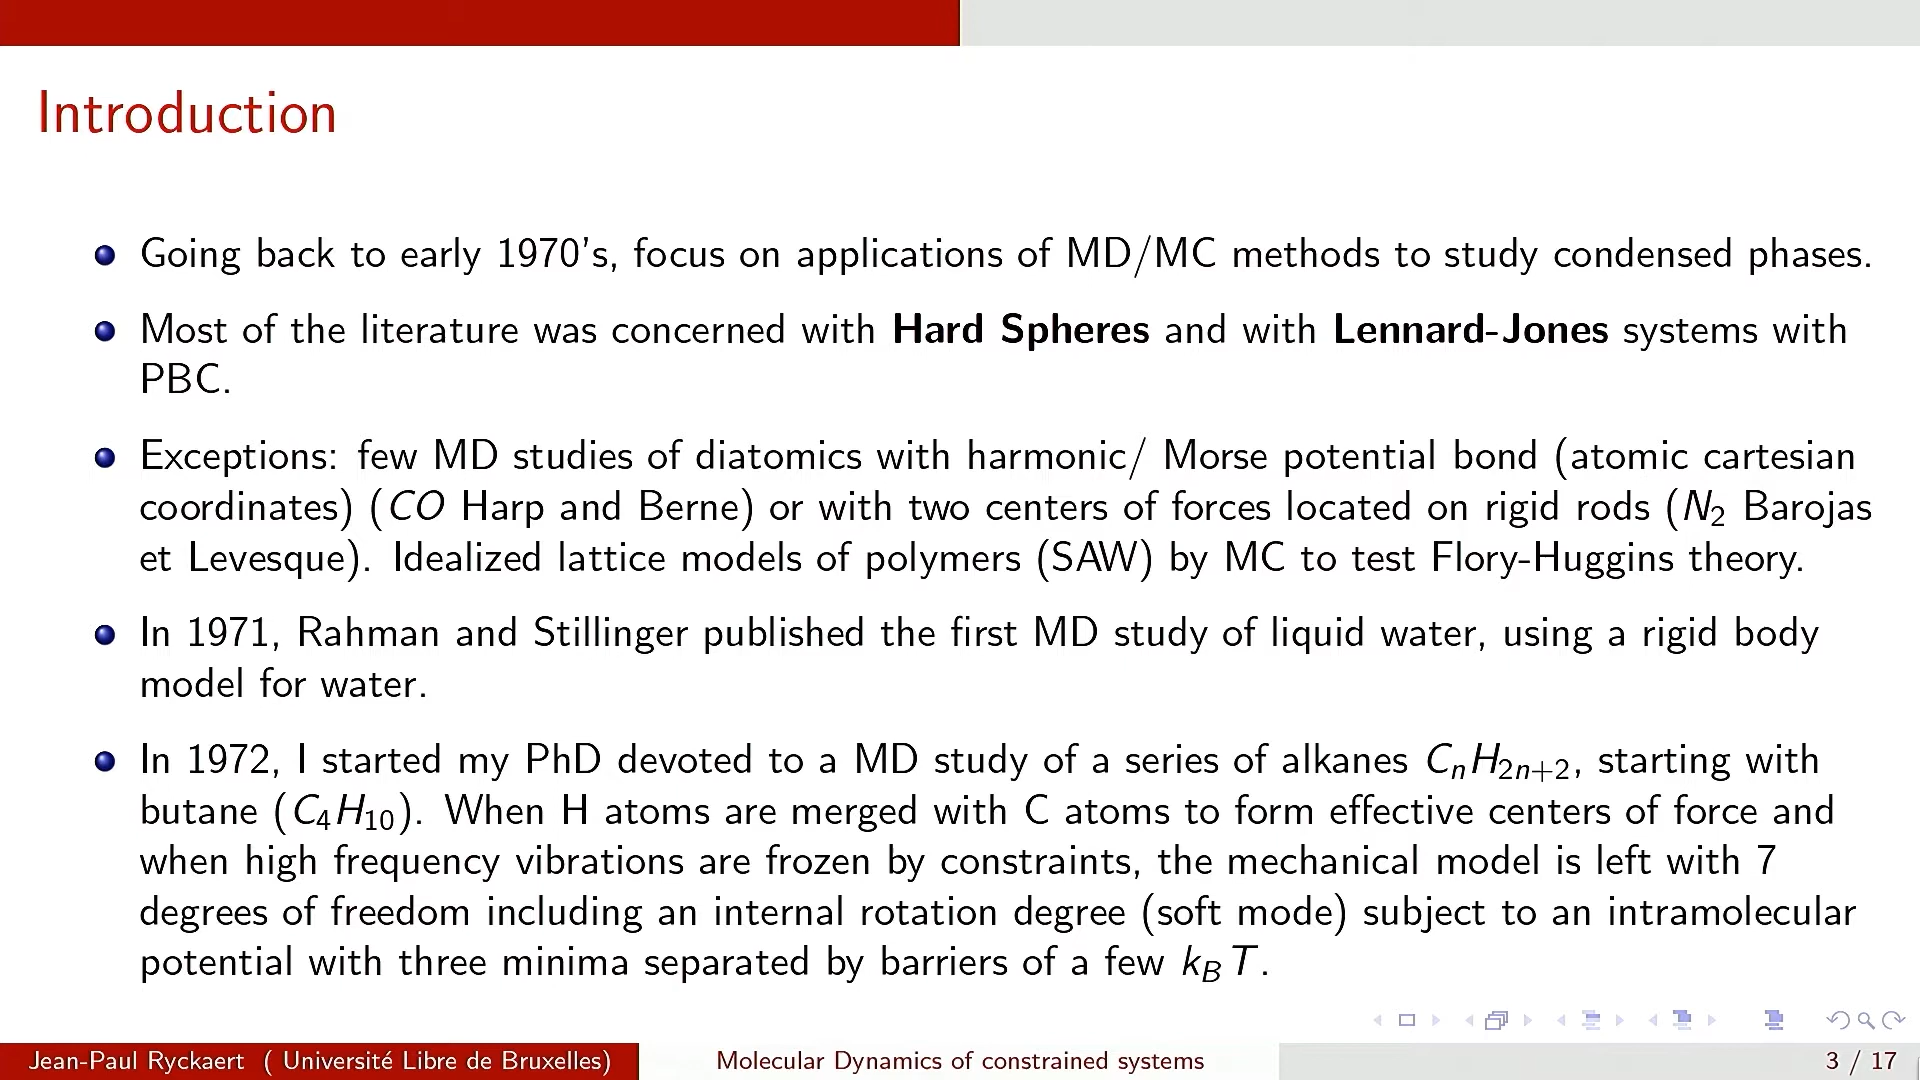 Introduction
Going back to early 1970's, focus on applications of MD/MC methods to study condensed phases.
Most of the literature was concerned with Hard Spheres and with Lennard-Jones systems with
PBC.
Exceptions: few MD studies of diatomics with harmonic/ Morse potential bond (atomic cartesian
coordinates) (CO Harp and Berne) or with two centers of forces located on rigid rods (N₂ Barojas
et Levesque). Idealized lattice models of polymers (SAW) by MC to test Flory-Huggins theory.
In 1971, Rahman and Stillinger published the first MD study of liquid water, using a rigid body
model for water.
In 1972, I started my PhD devoted to a MD study of a series of alkanes CₙH₂ₙ₊₂, starting with
butane (C₄H₁₀). When H atoms are merged with C atoms to form effective centers of force and
when high frequency vibrations are frozen by constraints, the mechanical model is left with 7
degrees of freedom including an internal rotation degree (soft mode) subject to an intramolecular
potential with three minima separated by barriers of a few k_B T.
Jean-Paul Ryckaert ( Université Libre de Bruxelles) Molecular Dynamics of constrained systems 3 / 17